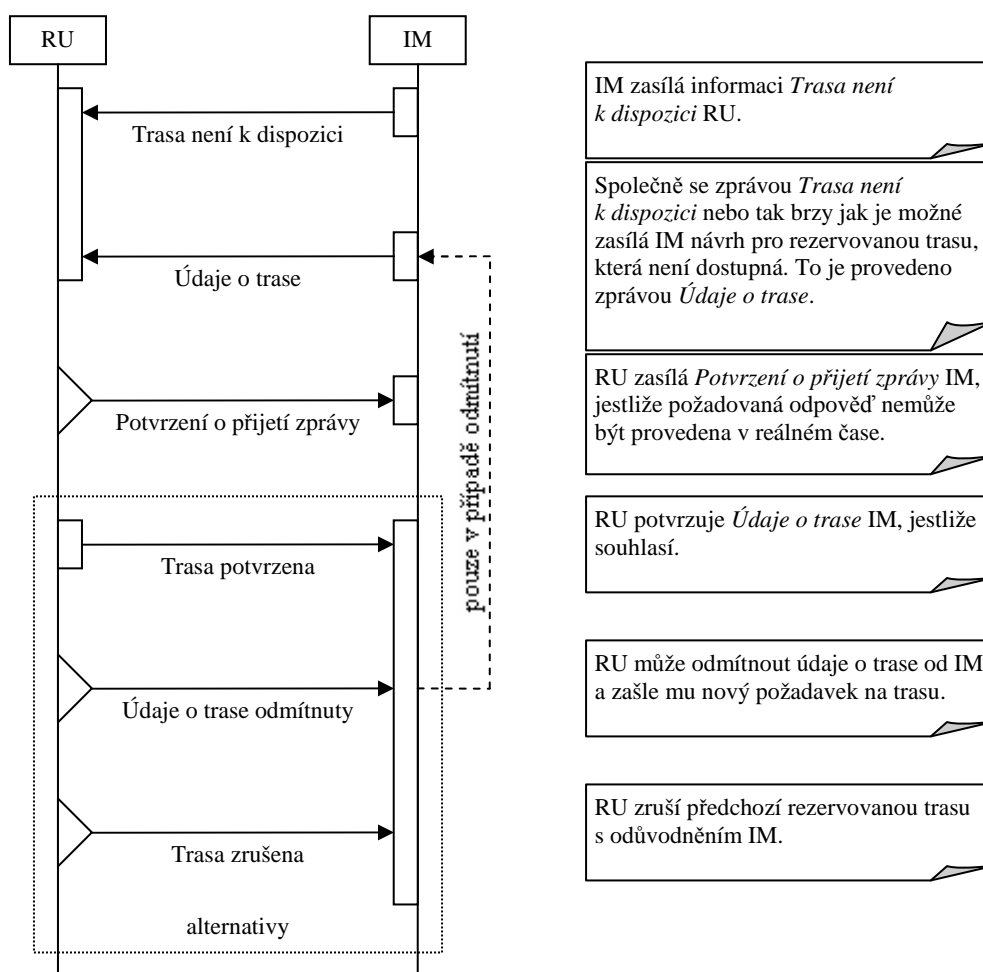 RU
IM
Trasa není k dispozici
IM zasílá informaci Trasa není
k dispozici RU.
Údaje o trase
Společně se zprávou Trasa není
k dispozici nebo tak brzy jak je možné
zasílá IM návrh pro rezervovanou trasu,
která není dostupná. To je provedeno
zprávou Údaje o trase.
pouze v případě odmítnutí
Potvrzení o přijetí zprávy
RU zasílá Potvrzení o přijetí zprávy IM,
jestliže požadovaná odpověď nemůže
být provedena v reálném čase.
Trasa potvrzena
RU potvrzuje Údaje o trase IM, jestliže
souhlasí.
Údaje o trase odmítnuty
RU může odmítnout údaje o trase od IM
a zašle mu nový požadavek na trasu.
Trasa zrušena
RU zruší předchozí rezervovanou trasu
s odůvodněním IM.
alternativy